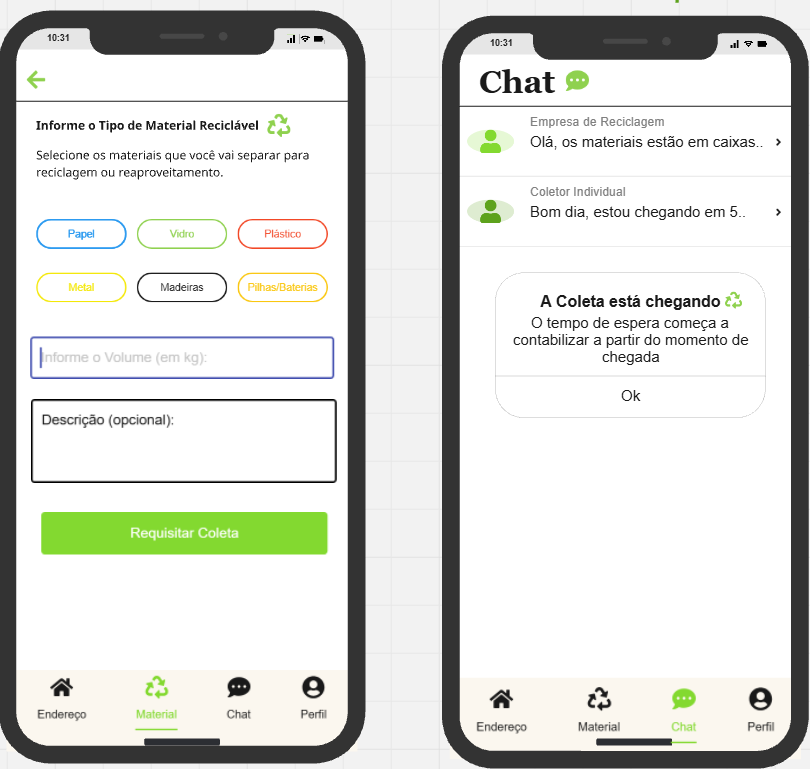 10:31
Informe o Tipo de Material Reciclável
Selecione os materiais que você vai separar para
reciclagem ou reaproveitamento.
Papel
Vidro
Plástico
Metal
Madeiras
Pilhas/Baterias
Informe o Volume (em kg):
Descrição (opcional):
Requisitar Coleta
Endereço
Material
Chat
Perfil
10:31
Chat
Empresa de Reciclagem
Olá, os materiais estão em caixas..
Coletor Individual
Bom dia, estou chegando em 5..
A Coleta está chegando
O tempo de espera começa a
contabilizar a partir do momento de
chegada
Ok
Endereço
Material
Chat
Perfil